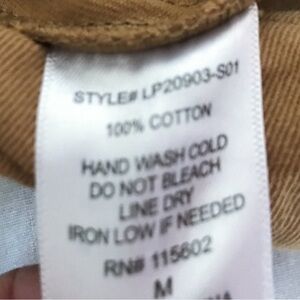 STYLE# LP20903-S01
100% COTTON
HAND WASH COLD
DO NOT BLEACH
LINE DRY
IRON LOW IF NEEDED
RN# 115602
M